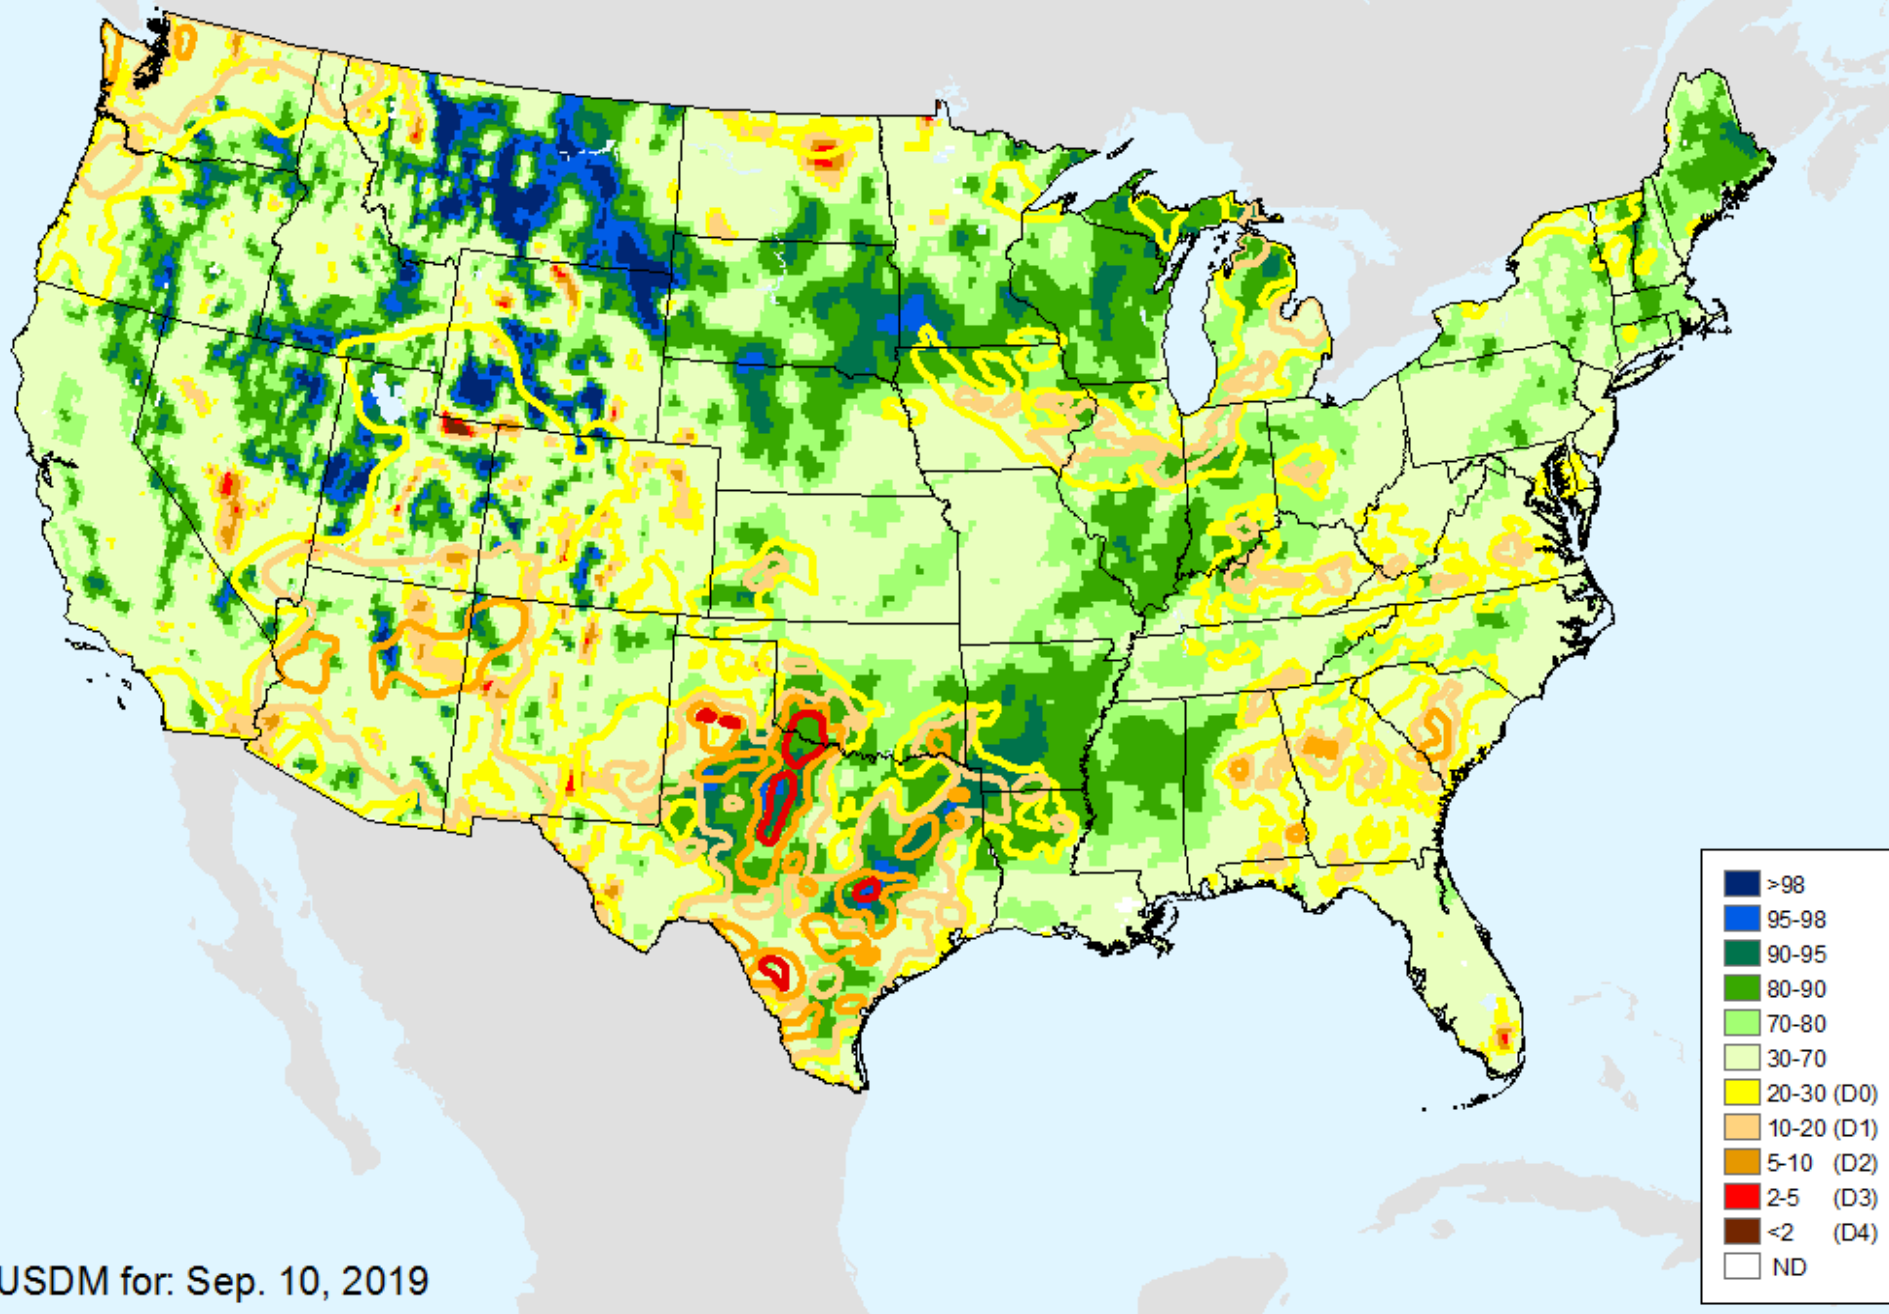 >98
95-98
90-95
80-90
70-80
30-70
20-30 (D0)
10-20 (D1)
5-10 (D2)
2-5 (D3)
<2 (D4)
ND
USDM for: Sep. 10, 2019